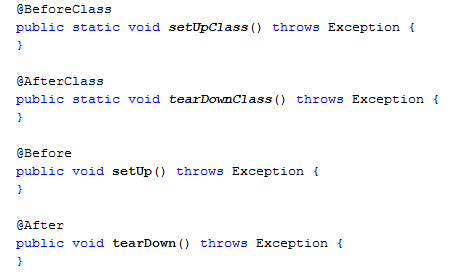 @BeforeClass
public static void setUpClass() throws Exception {
}
@AfterClass
public static void tearDownClass() throws Exception {
}
@Before
public void setUp() throws Exception {
}
@After
public void tearDown() throws Exception {
}